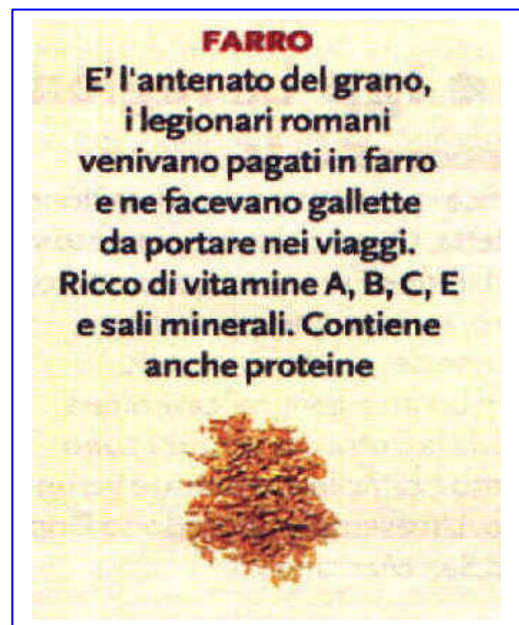 FARRO
E' l'antenato del grano,
i legionari romani
venivano pagati in farro
e ne facevano gallette
da portare nei viaggi.
Ricco di vitamine A, B, C, E
e sali minerali. Contiene
anche proteine